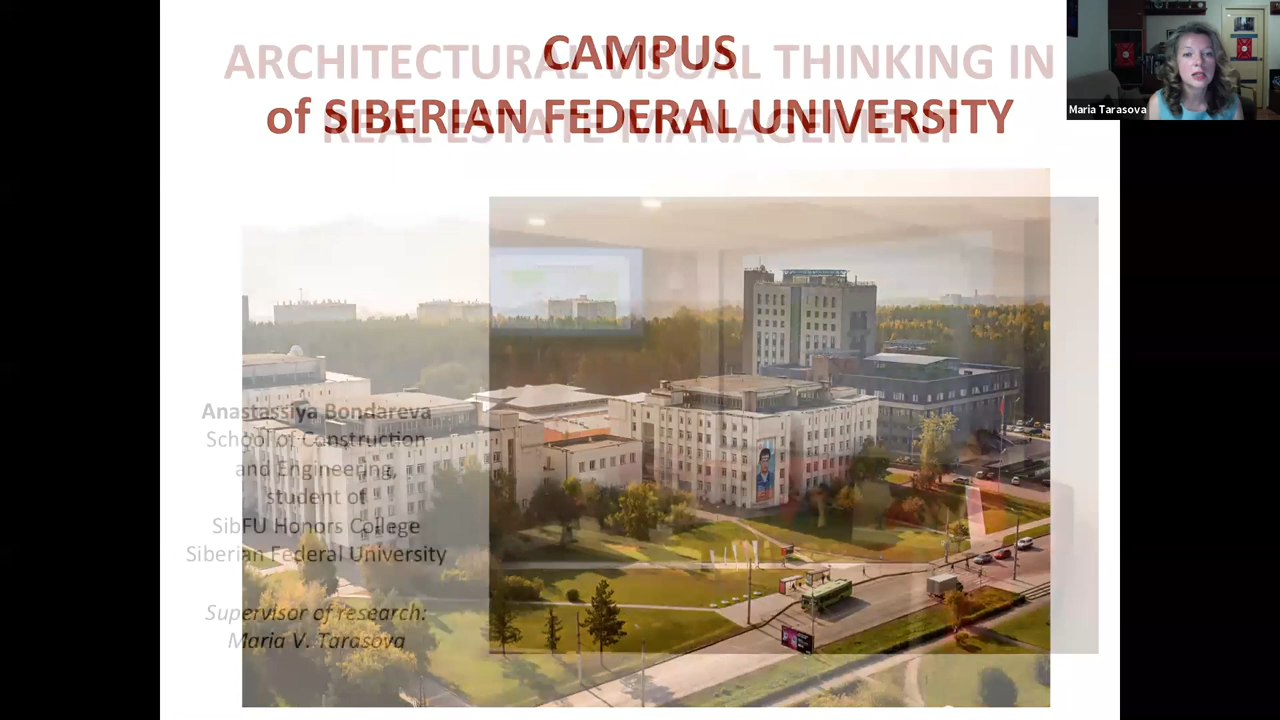 ARCHITECTURAL VISUAL THINKING IN
REAL ESTATE MANAGEMENT
CAMPUS
of SIBERIAN FEDERAL UNIVERSITY
Maria Tarasova
Anastassiya Bondareva
School of Construction
and Engineering,
student of
SibFU Honors College
Siberian Federal University
Supervisor of research:
Maria V. Tarasova